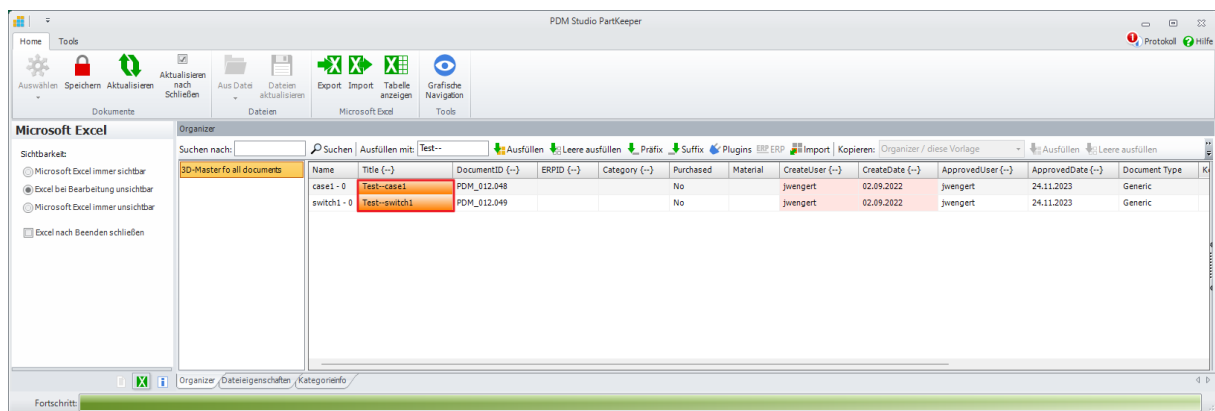 PDM Studio PartKeeper
Home Tools
Protokoll Hilfe
Auswählen Speichern Aktualisieren Aktualisieren nach Schließen
Aus Datei Dateien aktualisieren
Export Import Tabelle anzeigen
Grafische Navigation
Dokumente Dateien Microsoft Excel Tools
Microsoft Excel
Organizer
Sichtbarkeit:
Microsoft Excel immer sichtbar
Excel bei Bearbeitung unsichtbar
Microsoft Excel immer unsichtbar
Excel nach Beenden schließen
Suchen nach: Suchen Ausfüllen mit: Test-- Ausfüllen Leere ausfüllen Präfix Suffix Plugins ERP ERP Import Kopieren: Organizer / diese Vorlage Ausfüllen Leere ausfüllen
3D-Master fo all documents
Name Title {--} DocumentID {--} ERPID {--} Category {--} Purchased Material CreateUser {--} CreateDate {--} ApprovedUser {--} ApprovedDate {--} Document Type
case1 - 0 Test--case1 PDM_012.048 No jwengert 02.09.2022 jwengert 24.11.2023 Generic
switch1 - 0 Test--switch1 PDM_012.049 No jwengert 02.09.2022 jwengert 24.11.2023 Generic
Organizer Dateieigenschaften Kategorieinfo
Fortschritt: